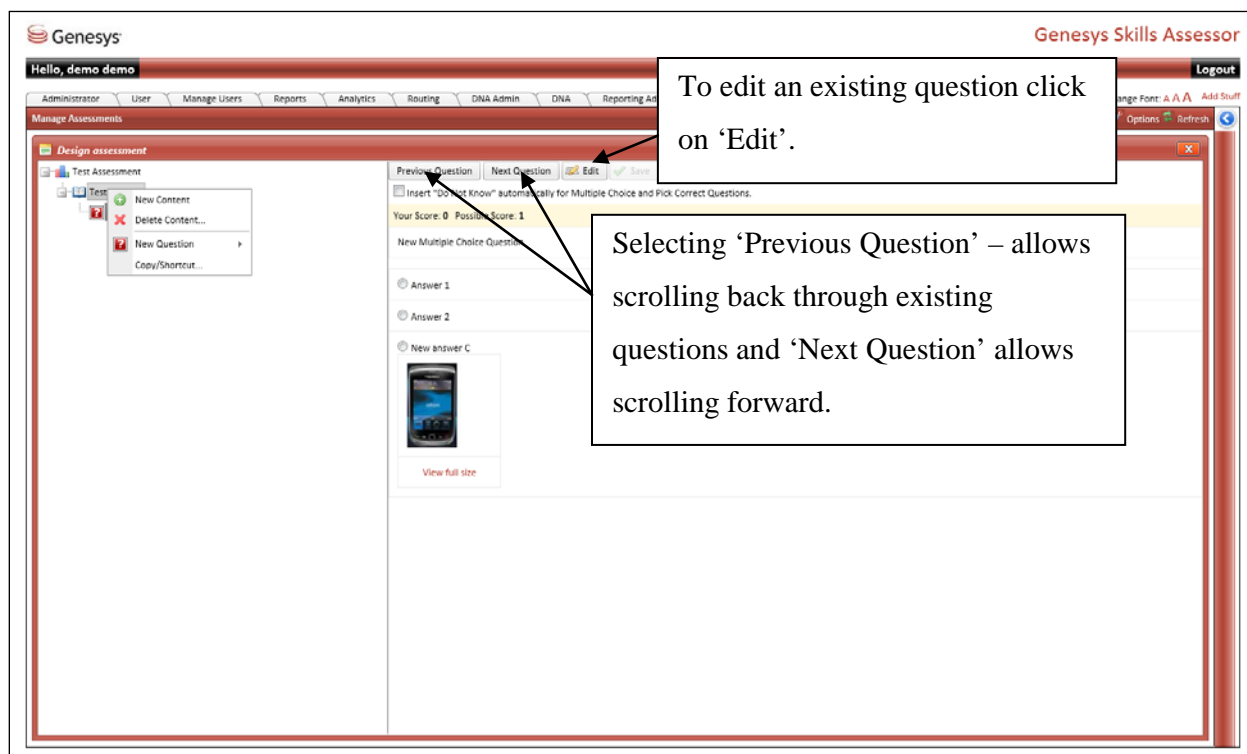 Genesys
Genesys Skills Assessor
Hello, demo demo
Logout
Administrator User Manage Users Reports Analytics Routing DNA Admin DNA Reporting Ad
ange Font: A A A Add Stuff
Manage Assessments
Options Refresh
Design assessment
X
Test Assessment
Test
New Content
Delete Content...
New Question
Copy/Shortcut...
Previous Question Next Question Edit Save
Insert "Do Not Know" automatically for Multiple Choice and Pick Correct Questions.
Your Score: 0 Possible Score: 1
New Multiple Choice Question
Answer 1
Answer 2
New answer C
View full size
To edit an existing question click
on ‘Edit’.
Selecting ‘Previous Question’ – allows
scrolling back through existing
questions and ‘Next Question’ allows
scrolling forward.